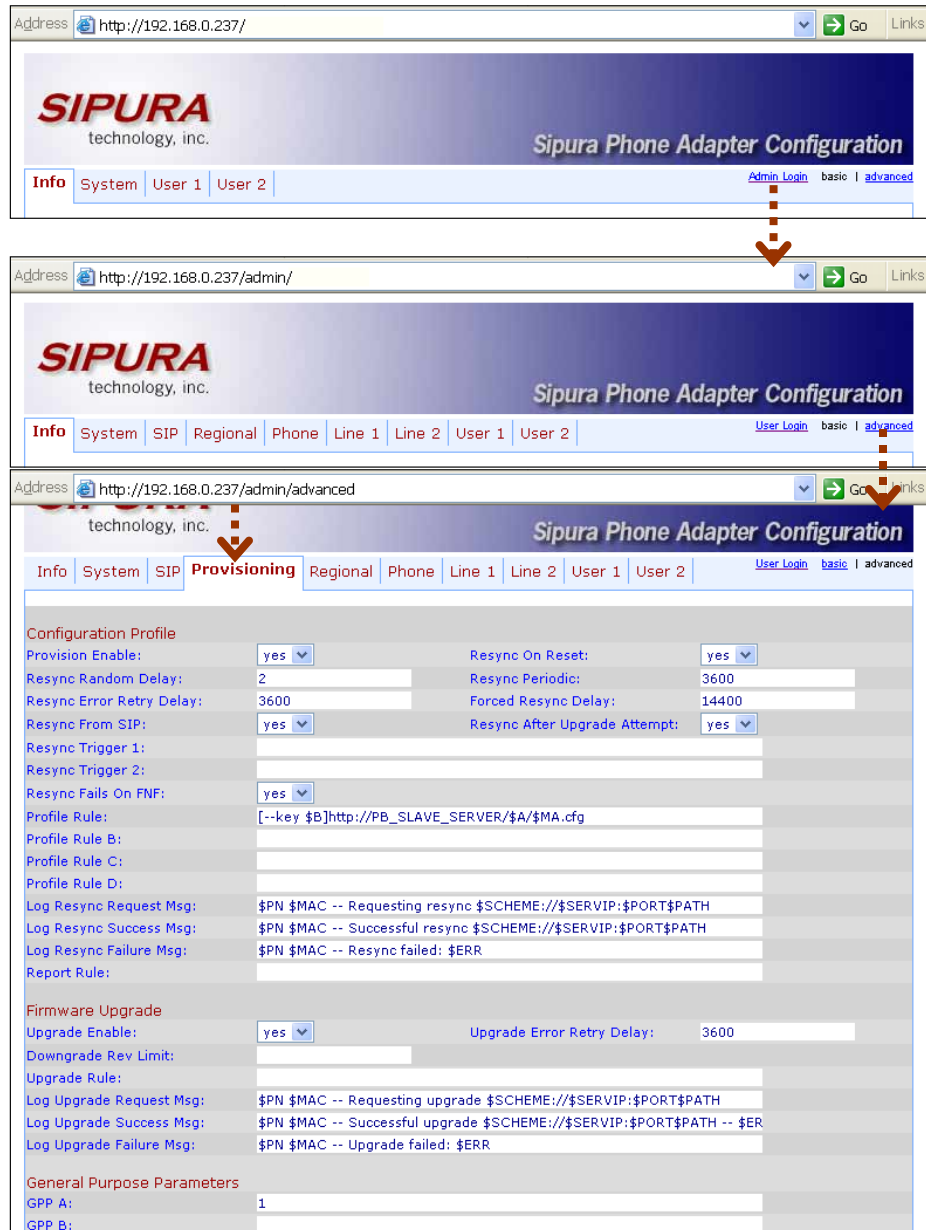 Address http://192.168.0.237/ Go Links
SIPURA
technology, inc.
Sipura Phone Adapter Configuration
Info System User 1 User 2 Admin Login basic | advanced
Address http://192.168.0.237/admin/ Go Links
SIPURA
technology, inc.
Sipura Phone Adapter Configuration
Info System SIP Regional Phone Line 1 Line 2 User 1 User 2 User Login basic | advanced
Address http://192.168.0.237/admin/advanced Go Links
technology, inc.
Sipura Phone Adapter Configuration
Info System SIP Provisioning Regional Phone Line 1 Line 2 User 1 User 2 User Login basic | advanced
Configuration Profile
Provision Enable: yes Resync On Reset: yes
Resync Random Delay: 2 Resync Periodic: 3600
Resync Error Retry Delay: 3600 Forced Resync Delay: 14400
Resync From SIP: yes Resync After Upgrade Attempt: yes
Resync Trigger 1:
Resync Trigger 2:
Resync Fails On FNF: yes
Profile Rule: [--key $B]http://PB_SLAVE_SERVER/$A/$MA.cfg
Profile Rule B:
Profile Rule C:
Profile Rule D:
Log Resync Request Msg: $PN $MAC -- Requesting resync $SCHEME://$SERVIP:$PORT$PATH
Log Resync Success Msg: $PN $MAC -- Successful resync $SCHEME://$SERVIP:$PORT$PATH
Log Resync Failure Msg: $PN $MAC -- Resync failed: $ERR
Report Rule:
Firmware Upgrade
Upgrade Enable: yes Upgrade Error Retry Delay: 3600
Downgrade Rev Limit:
Upgrade Rule:
Log Upgrade Request Msg: $PN $MAC -- Requesting upgrade $SCHEME://$SERVIP:$PORT$PATH
Log Upgrade Success Msg: $PN $MAC -- Successful upgrade $SCHEME://$SERVIP:$PORT$PATH -- $ER
Log Upgrade Failure Msg: $PN $MAC -- Upgrade failed: $ERR
General Purpose Parameters
GPP A: 1
GPP B: